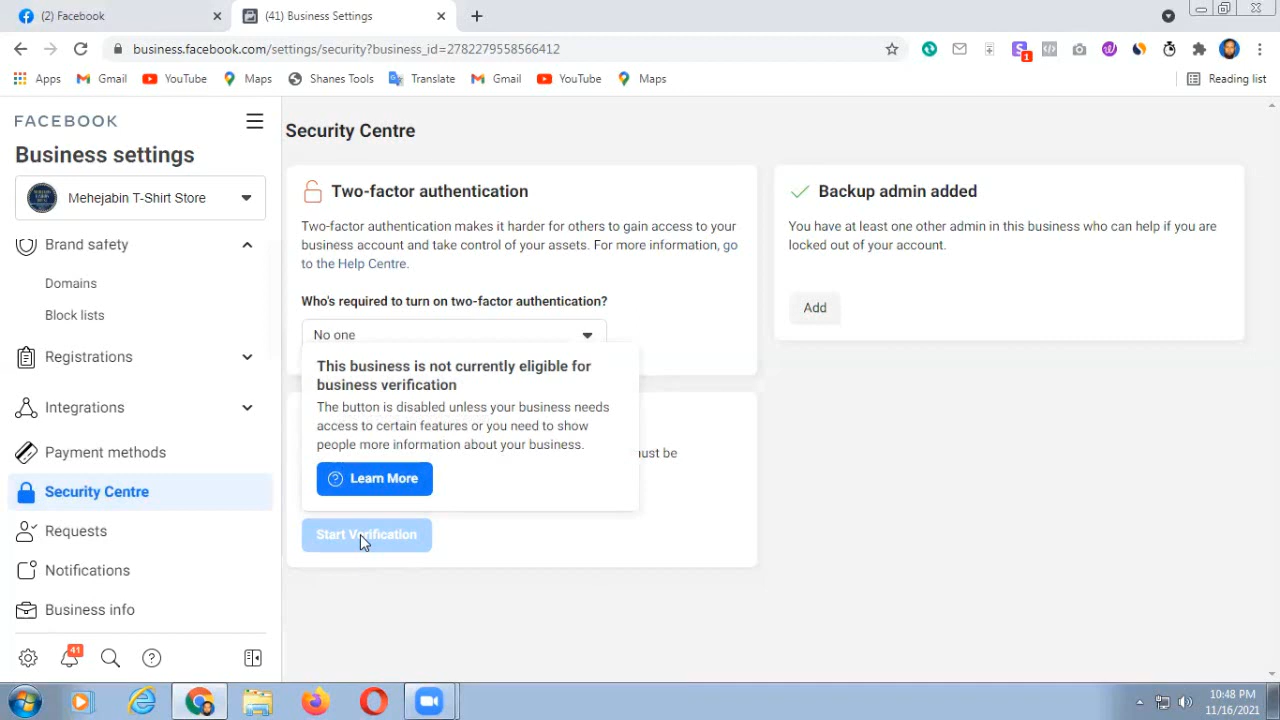 (2) Facebook
(41) Business Settings
business.facebook.com/settings/security?business_id=2782279558566412
1
Apps
Gmail
YouTube
Maps
Shanes Tools
Translate
Gmail
YouTube
Maps
Reading list
FACEBOOK
Business settings
Mehejabin T-Shirt Store
Brand safety
Domains
Block lists
Registrations
Integrations
Payment methods
Security Centre
Requests
Notifications
Business info
41
Security Centre
Two-factor authentication
Two-factor authentication makes it harder for others to gain access to your
business account and take control of your assets. For more information, go
to the Help Centre.
Who's required to turn on two-factor authentication?
No one
This business is not currently eligible for
business verification
The button is disabled unless your business needs
access to certain features or you need to show
people more information about your business.
Learn More
must be
Start Verification
Backup admin added
You have at least one other admin in this business who can help if you are
locked out of your account.
Add
10:48 PM
11/16/2021